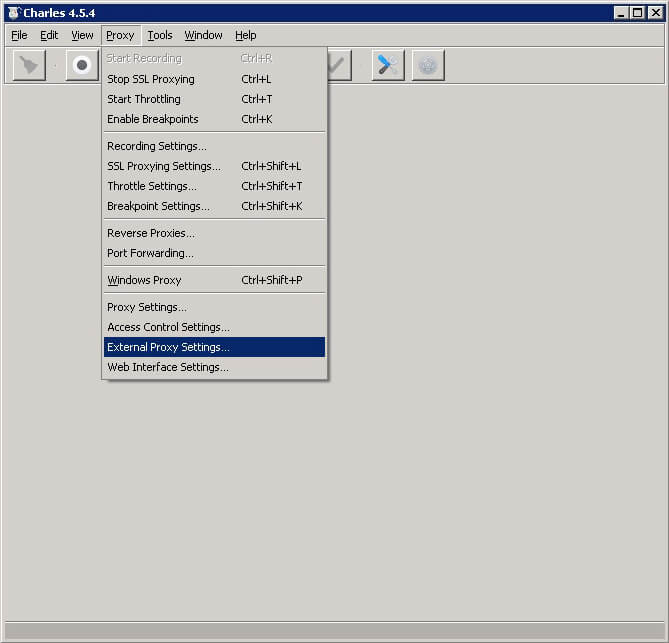 Charles 4.5.4
File Edit View Proxy Tools Window Help
Start Recording Ctrl+R
Stop SSL Proxying Ctrl+L
Start Throttling Ctrl+T
Enable Breakpoints Ctrl+K
Recording Settings...
SSL Proxying Settings... Ctrl+Shift+L
Throttle Settings... Ctrl+Shift+T
Breakpoint Settings... Ctrl+Shift+K
Reverse Proxies...
Port Forwarding...
Windows Proxy Ctrl+Shift+P
Proxy Settings...
Access Control Settings...
External Proxy Settings...
Web Interface Settings...